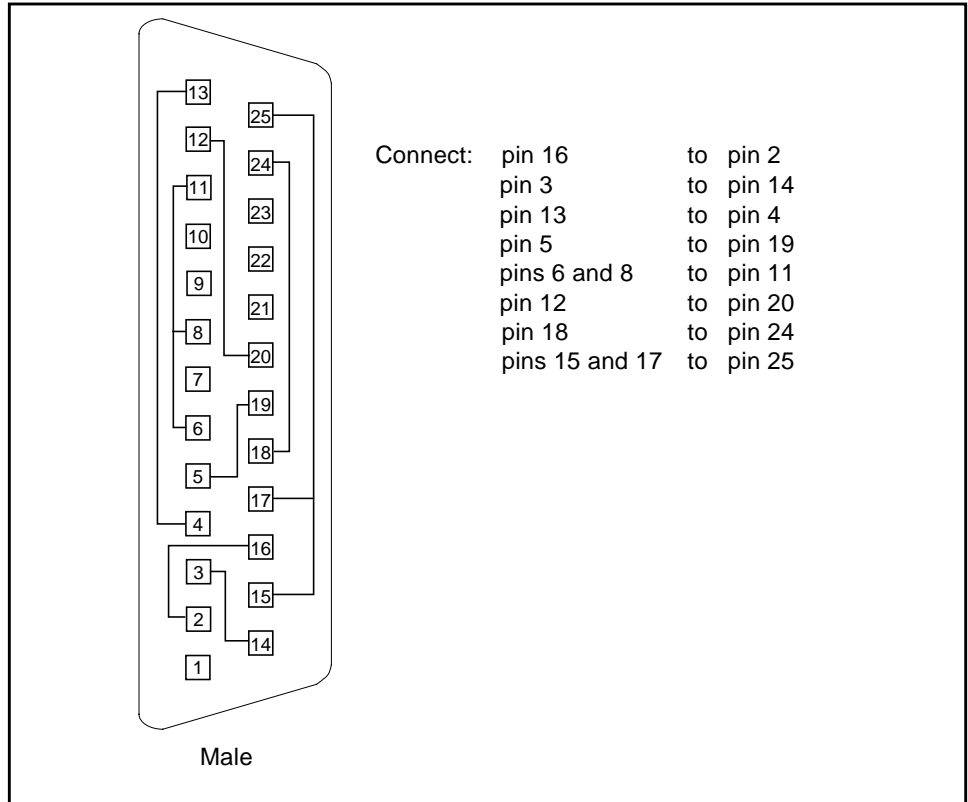 13
25
12
24
11
23
10
22
9
21
8
20
7
19
6
18
5
17
4
16
3
15
2
14
1
Male
Connect: pin 16 to pin 2
pin 3 to pin 14
pin 13 to pin 4
pin 5 to pin 19
pins 6 and 8 to pin 11
pin 12 to pin 20
pin 18 to pin 24
pins 15 and 17 to pin 25